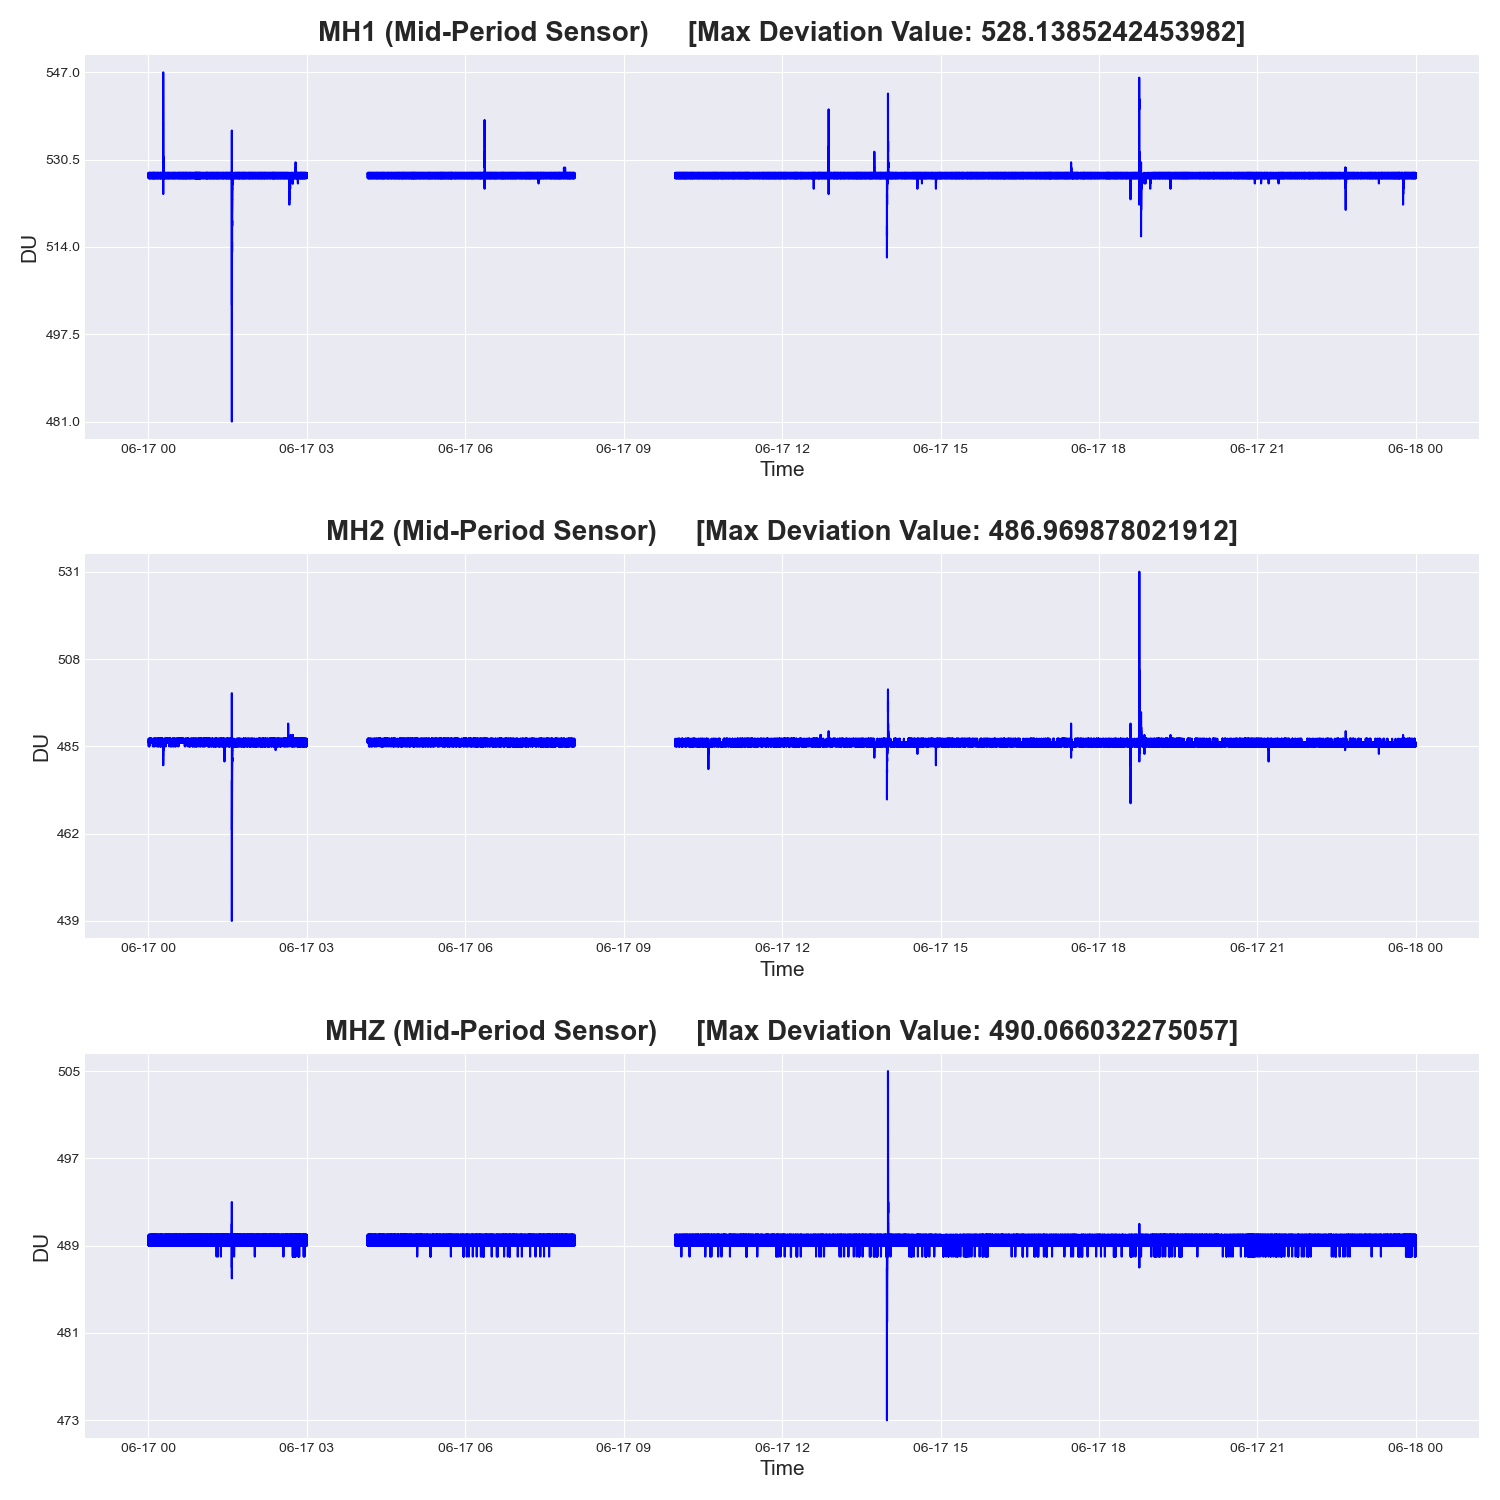 MH1 (Mid-Period Sensor) [Max Deviation Value: 528.1385242453982]
547.0
530.5
514.0
497.5
481.0
DU
06-17 00 06-17 03 06-17 06 06-17 09 06-17 12 06-17 15 06-17 18 06-17 21 06-18 00
Time
MH2 (Mid-Period Sensor) [Max Deviation Value: 486.969878021912]
531
508
485
462
439
DU
06-17 00 06-17 03 06-17 06 06-17 09 06-17 12 06-17 15 06-17 18 06-17 21 06-18 00
Time
MHZ (Mid-Period Sensor) [Max Deviation Value: 490.066032275057]
505
497
489
481
473
DU
06-17 00 06-17 03 06-17 06 06-17 09 06-17 12 06-17 15 06-17 18 06-17 21 06-18 00
Time